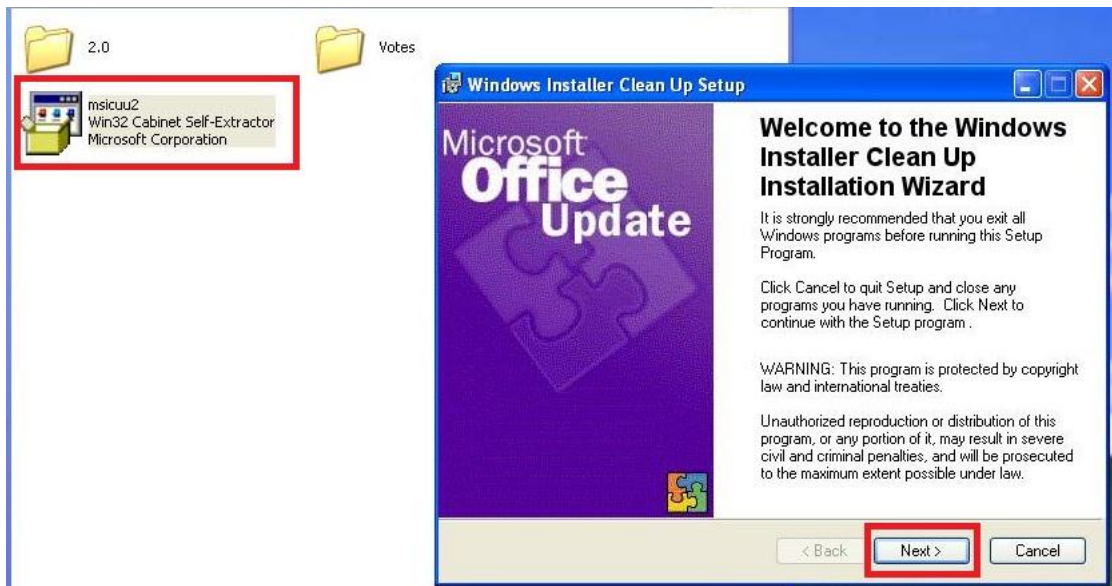 2.0
Votes
msicuu2
Win32 Cabinet Self-Extractor
Microsoft Corporation
Windows Installer Clean Up Setup
Microsoft
Office
Update
Welcome to the Windows
Installer Clean Up
Installation Wizard
It is strongly recommended that you exit all
Windows programs before running this Setup
Program.
Click Cancel to quit Setup and close any
programs you have running. Click Next to
continue with the Setup program .
WARNING: This program is protected by copyright
law and international treaties.
Unauthorized reproduction or distribution of this
program, or any portion of it, may result in severe
civil and criminal penalties, and will be prosecuted
to the maximum extent possible under law.
< Back
Next >
Cancel